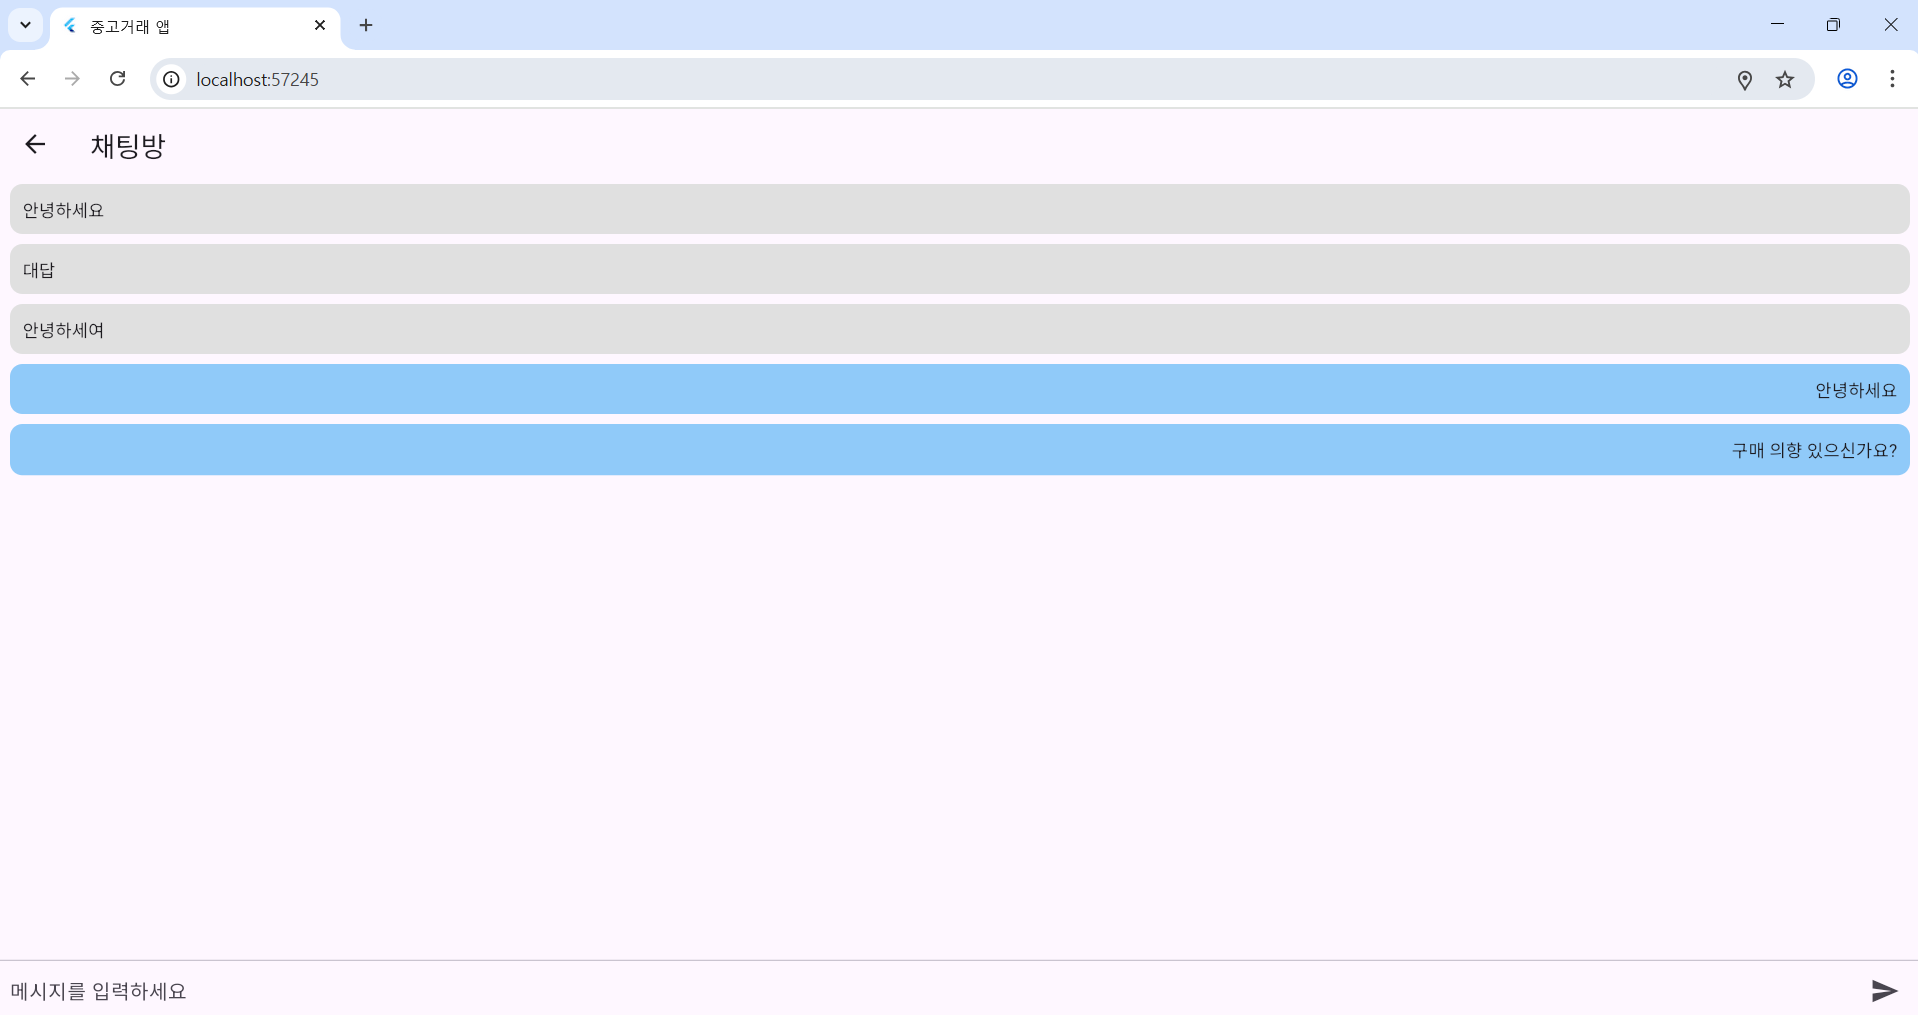 중고거래 앱
localhost:57245
채팅방
안녕하세요
대답
안녕하세여
안녕하세요
구매 의향 있으신가요?
메시지를 입력하세요